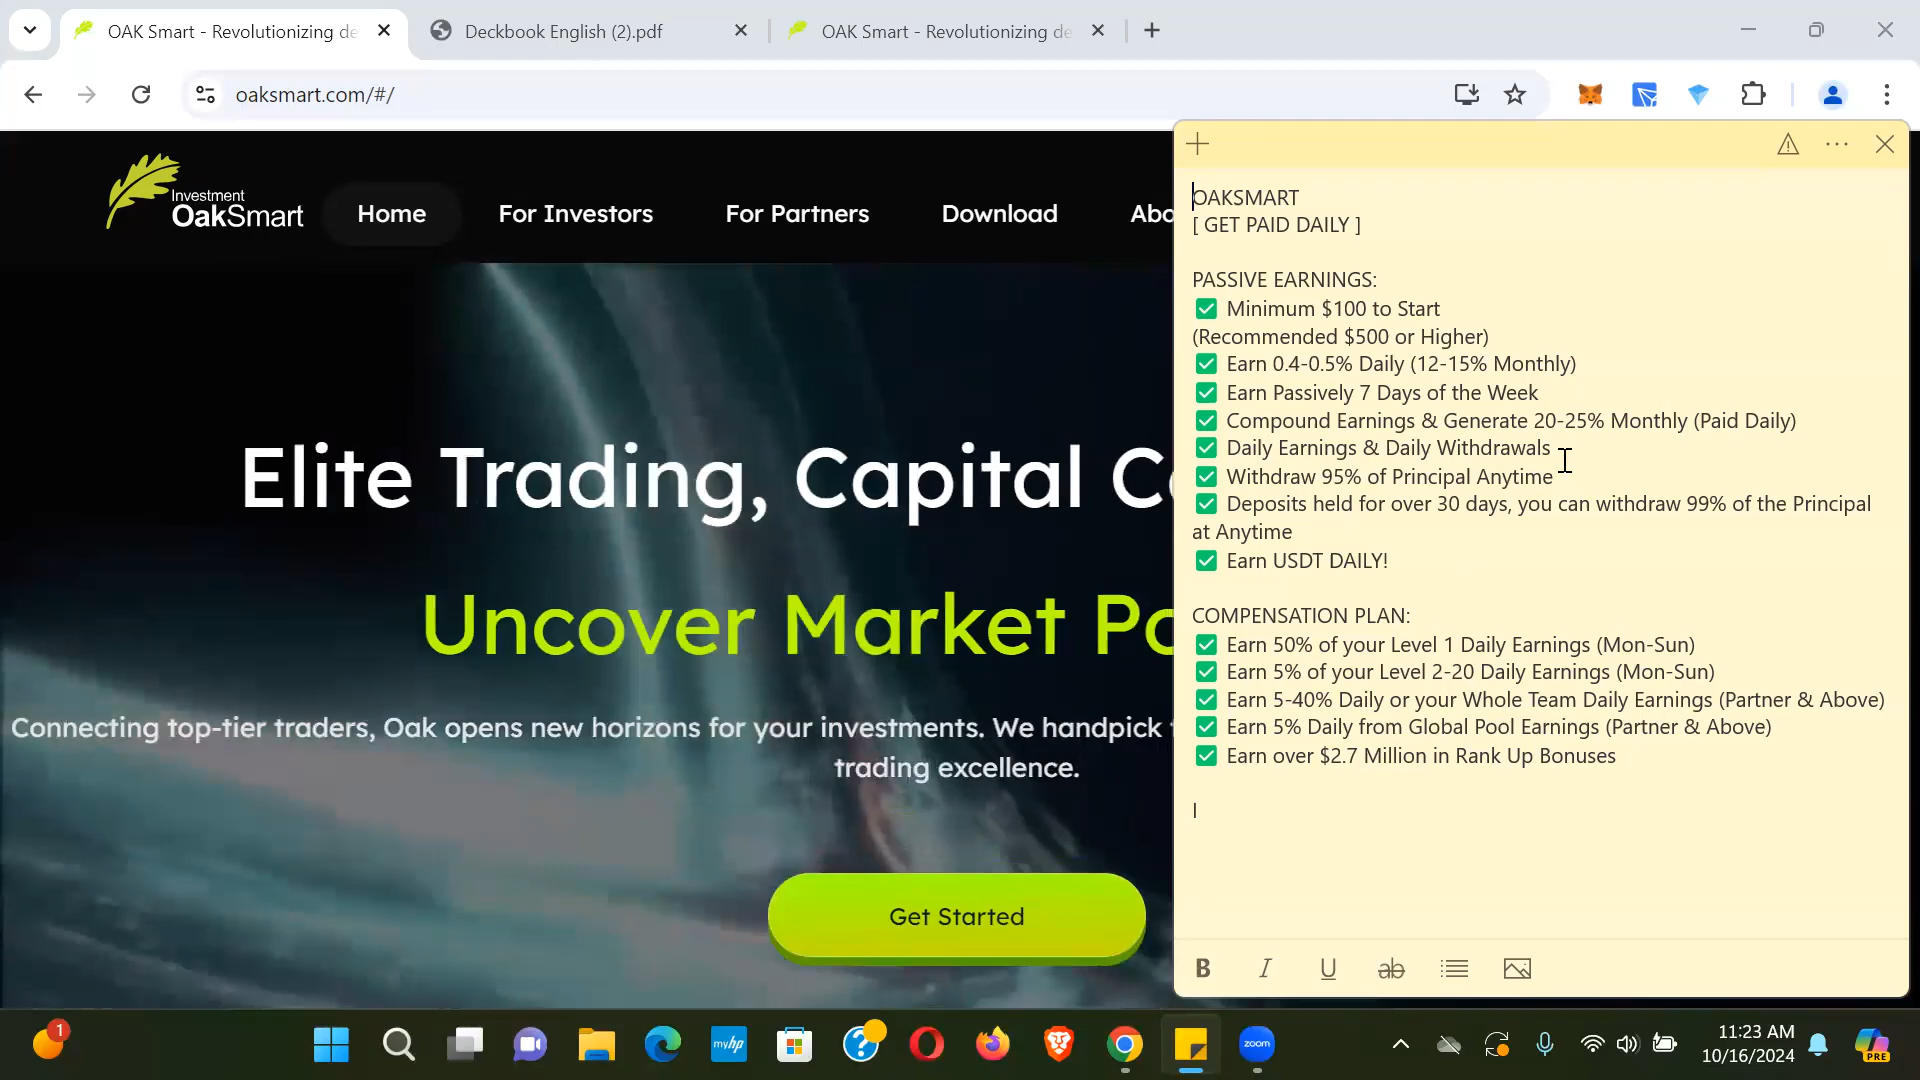 OAK Smart - Revolutionizing de
Deckbook English (2).pdf
OAK Smart - Revolutionizing de
oaksmart.com/#/
Investment
OakSmart
Home
For Investors
For Partners
Download
Abo
Elite Trading, Capital C
Uncover Market Po
Connecting top-tier traders, Oak opens new horizons for your investments. We handpick
trading excellence.
Get Started
OAKSMART
[ GET PAID DAILY ]
PASSIVE EARNINGS:
✅ Minimum $100 to Start
(Recommended $500 or Higher)
✅ Earn 0.4-0.5% Daily (12-15% Monthly)
✅ Earn Passively 7 Days of the Week
✅ Compound Earnings & Generate 20-25% Monthly (Paid Daily)
✅ Daily Earnings & Daily Withdrawals
✅ Withdraw 95% of Principal Anytime
✅ Deposits held for over 30 days, you can withdraw 99% of the Principal
at Anytime
✅ Earn USDT DAILY!
COMPENSATION PLAN:
✅ Earn 50% of your Level 1 Daily Earnings (Mon-Sun)
✅ Earn 5% of your Level 2-20 Daily Earnings (Mon-Sun)
✅ Earn 5-40% Daily or your Whole Team Daily Earnings (Partner & Above)
✅ Earn 5% Daily from Global Pool Earnings (Partner & Above)
✅ Earn over $2.7 Million in Rank Up Bonuses
I
B I U ab
1
myhp
zoom
11:23 AM
10/16/2024
PRE